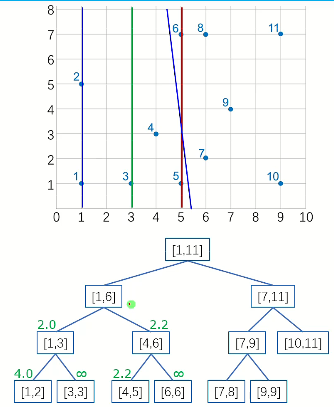 8
7
6
5
4
3
2
1
0 1 2 3 4 5 6 7 8 9 10
6 8 11
2
9
4
7
1 3 5 10
[1,11]
[1,6] [7,11]
2.0 2.2
[1,3] [4,6] [7,9] [10,11]
4.0 ∞ 2.2 ∞
[1,2] [3,3] [4,5] [6,6] [7,8] [9,9]